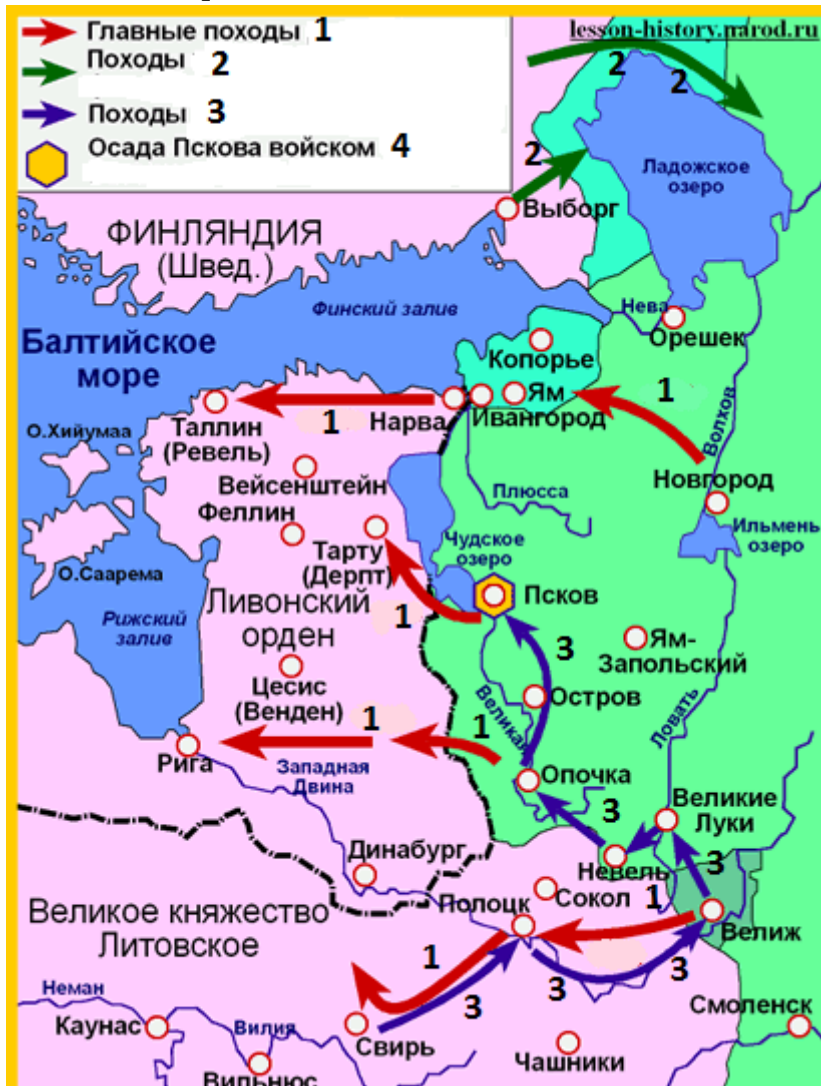 lesson-history.narod.ru
Главные походы 1
Походы 2
Походы 3
Осада Пскова войском 4
2
2
2
Ладожское
озеро
Выборг
ФИНЛЯНДИЯ
(Швед.)
Финский залив
Нева
Орешек
Балтийское
море
Копорье
Ям
1
Нарва
Ивангород
1
Таллин
(Ревель)
Волхов
О.Хийумаа
Вейсенштейн
Новгород
Феллин
Плюсса
Ильмень
озеро
Тарту
(Дерпт)
Чудское
озеро
О.Саарема
Псков
Рижский
залив
Ливонский
орден
1
3
Ям-
Запольский
Цесис
(Венден)
Остров
1
1
Великая
Ловать
Рига
Западная
Двина
Опочка
3
Великие
Луки
Динабург
Невель
3
Сокол
1
Полоцк
Велиж
Великое княжество
Литовское
1
3
3
3
Неман
Каунас
Вилия
Свирь
Смоленск
Чашники
Вильнюс